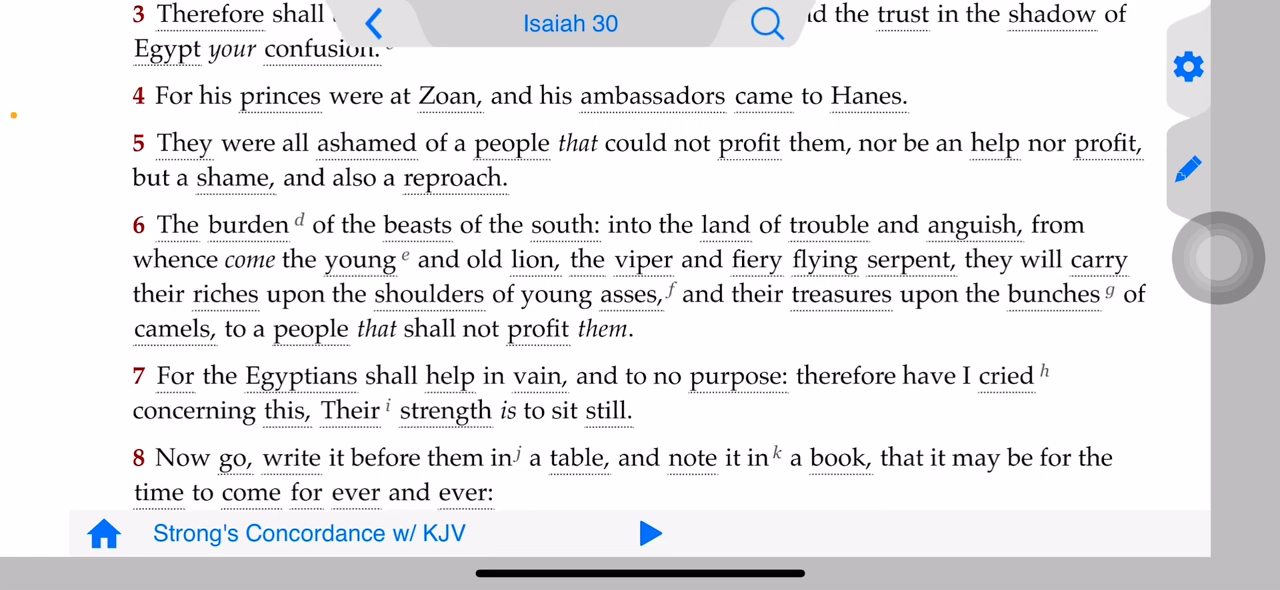 Isaiah 30
3 Therefore shall the trust in the shadow of
Egypt your confusion.
4 For his princes were at Zoan, and his ambassadors came to Hanes.
5 They were all ashamed of a people that could not profit them, nor be an help nor profit,
but a shame, and also a reproach.
6 The burden d of the beasts of the south: into the land of trouble and anguish, from
whence come the young e and old lion, the viper and fiery flying serpent, they will carry
their riches upon the shoulders of young asses, f and their treasures upon the bunches g of
camels, to a people that shall not profit them.
7 For the Egyptians shall help in vain, and to no purpose: therefore have I cried h
concerning this, Their i strength is to sit still.
8 Now go, write it before them in j a table, and note it in k a book, that it may be for the
time to come for ever and ever:
Strong's Concordance w/ KJV